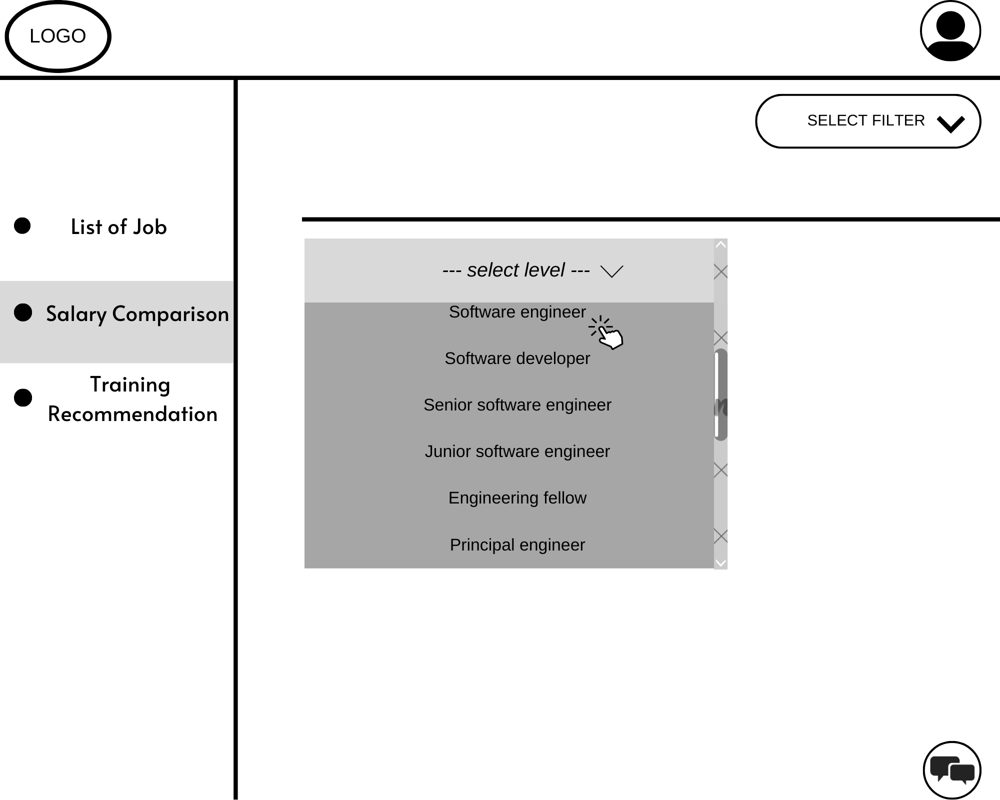 LOGO
SELECT FILTER
List of Job
Salary Comparison
Training
Recommendation
--- select level ---
Software engineer
Software developer
Senior software engineer
Junior software engineer
Engineering fellow
Principal engineer